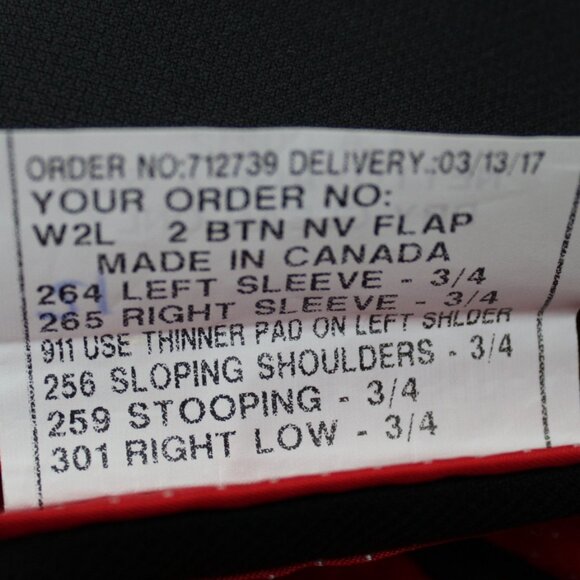 ORDER NO:712739 DELIVERY.:03/13/17
YOUR ORDER NO:
W2L 2 BTN NV FLAP
MADE IN CANADA
264 LEFT SLEEVE - 3/4
265 RIGHT SLEEVE - 3/4
911 USE THINNER PAD ON LEFT SHLDER
256 SLOPING SHOULDERS - 3/4
259 STOOPING - 3/4
301 RIGHT LOW - 3/4